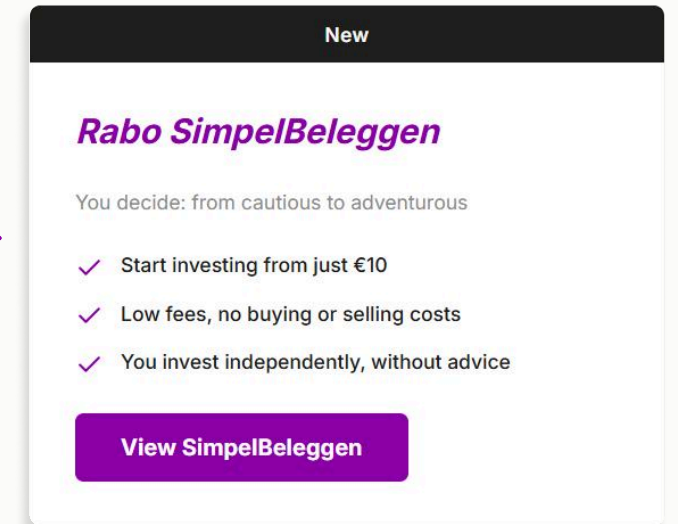 New
Rabo SimpelBeleggen
You decide: from cautious to adventurous
Start investing from just €10
Low fees, no buying or selling costs
You invest independently, without advice
View SimpelBeleggen